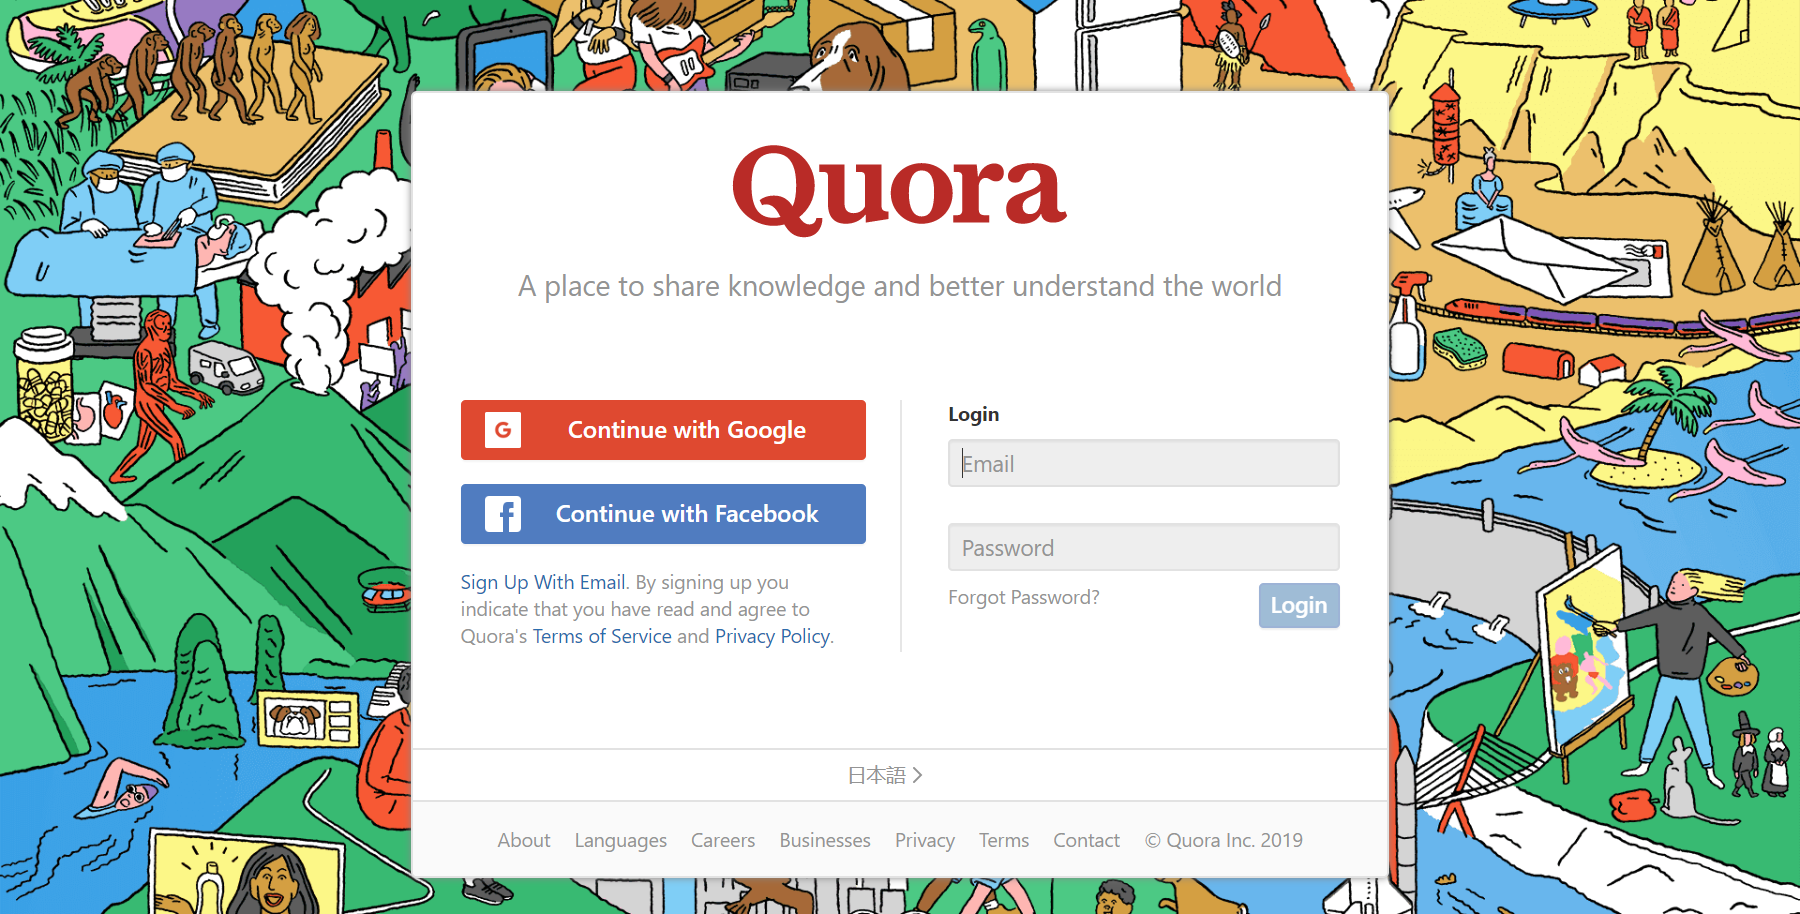 Quora
A place to share knowledge and better understand the world
G Continue with Google
f Continue with Facebook
Sign Up With Email. By signing up you
indicate that you have read and agree to
Quora's Terms of Service and Privacy Policy.
Login
Email
Password
Forgot Password?
Login
日本語 >
About Languages Careers Businesses Privacy Terms Contact © Quora Inc. 2019